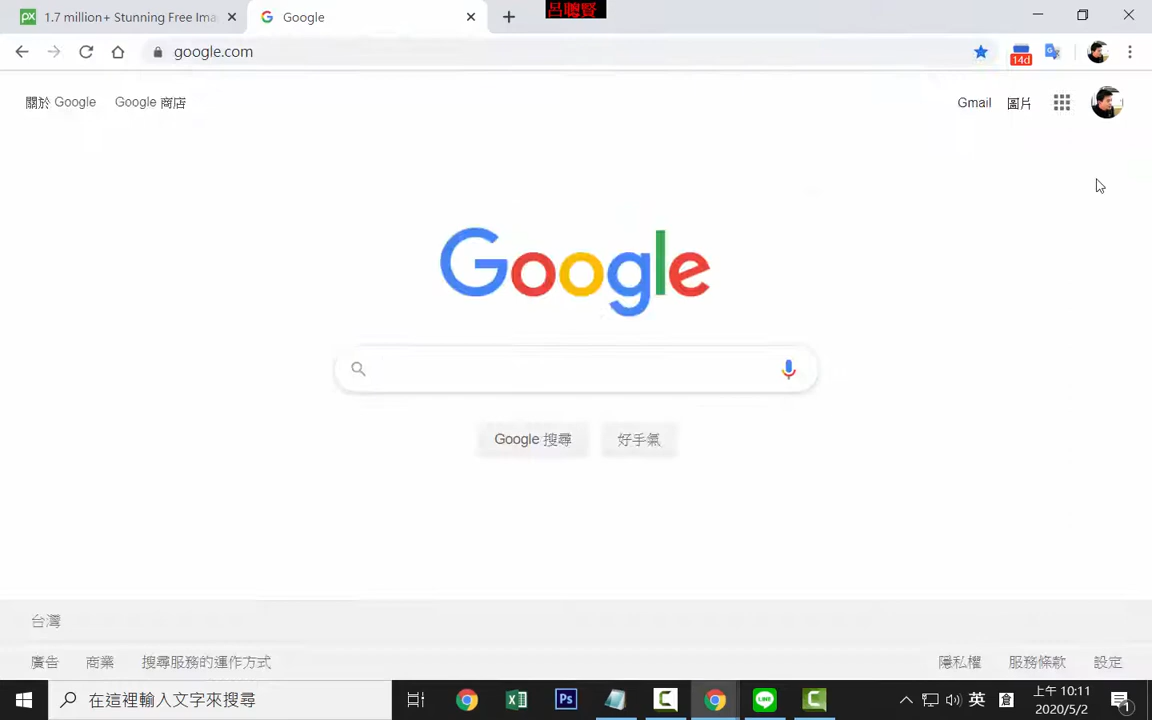 1.7 million+ Stunning Free Ima
Google
呂聰賢
google.com
14d
關於 Google
Google 商店
Gmail
圖片
Google
Google 搜尋
好手氣
台灣
廣告
商業
搜尋服務的運作方式
隱私權
服務條款
設定
在這裡輸入文字來搜尋
英
倉
上午 10:11
2020/5/2
1